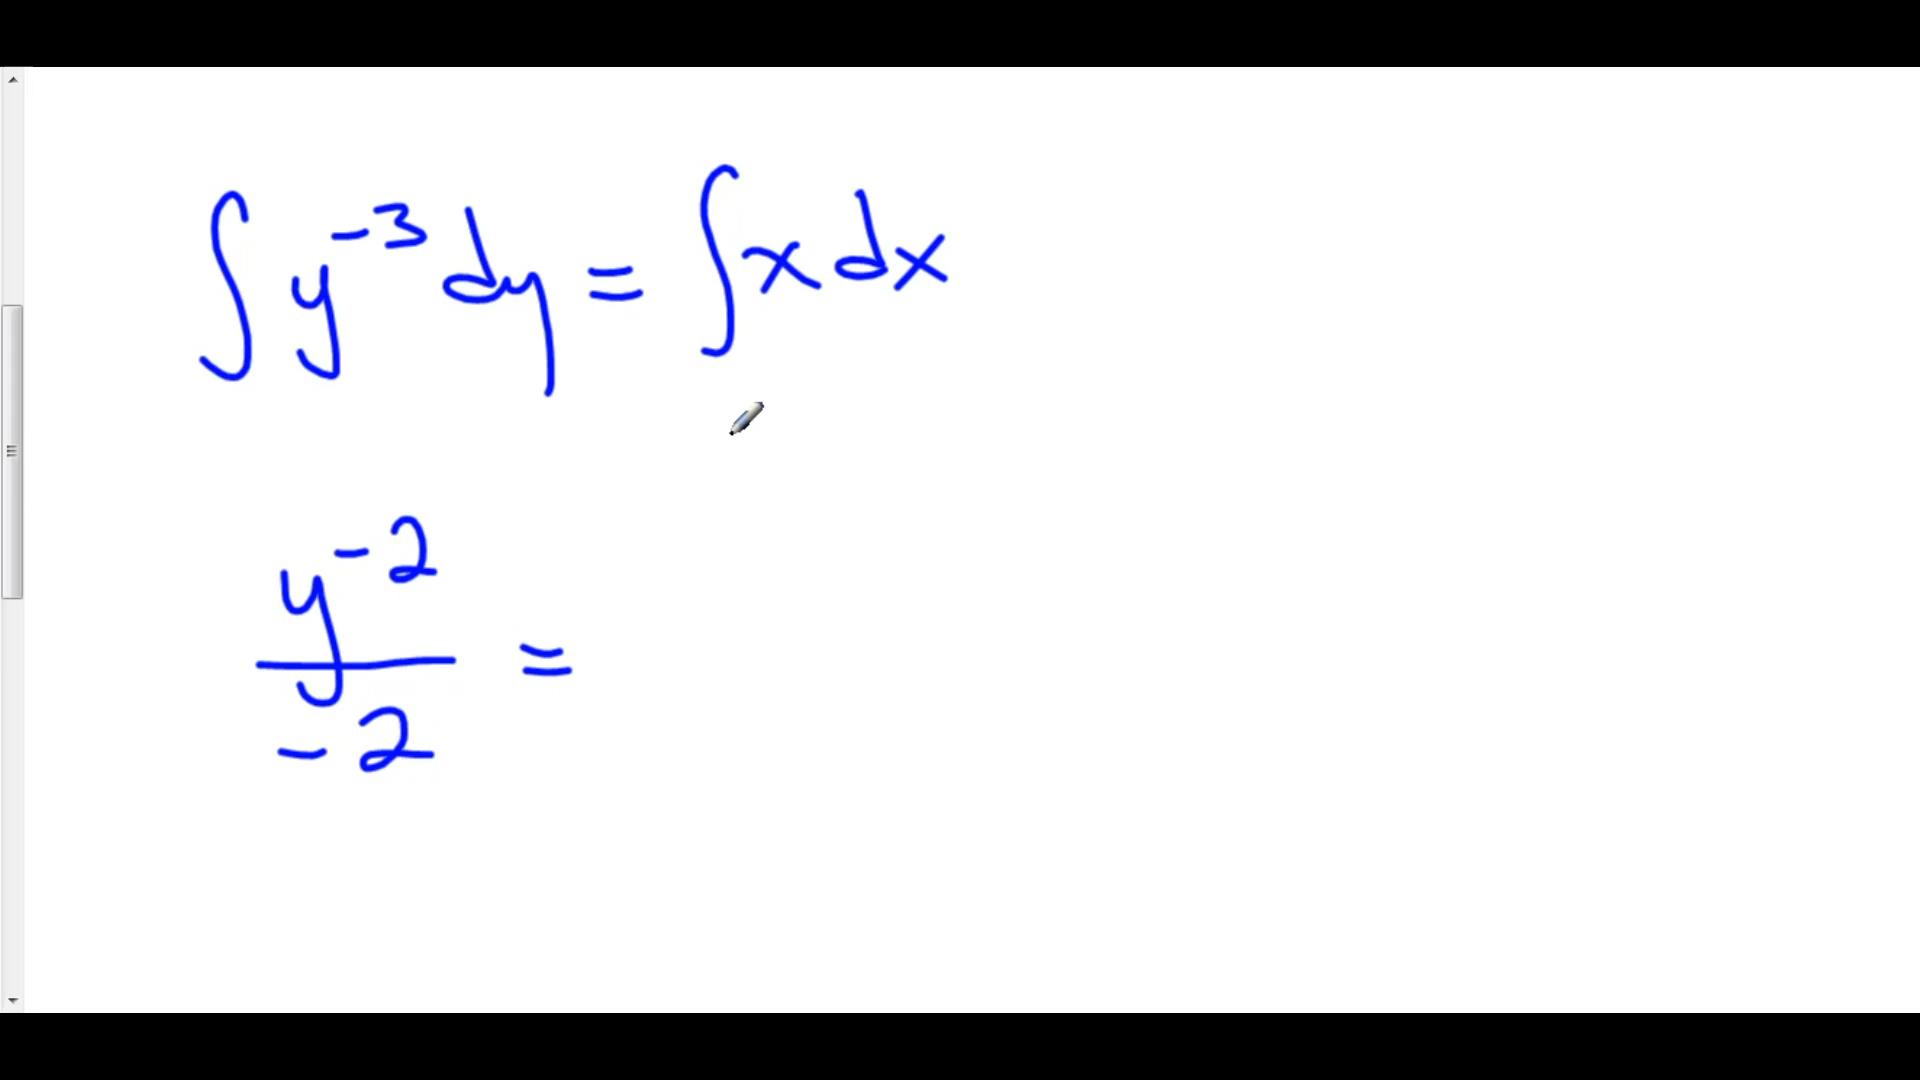 ∫ y⁻³ dy = ∫ x dx
y⁻²
-2 =